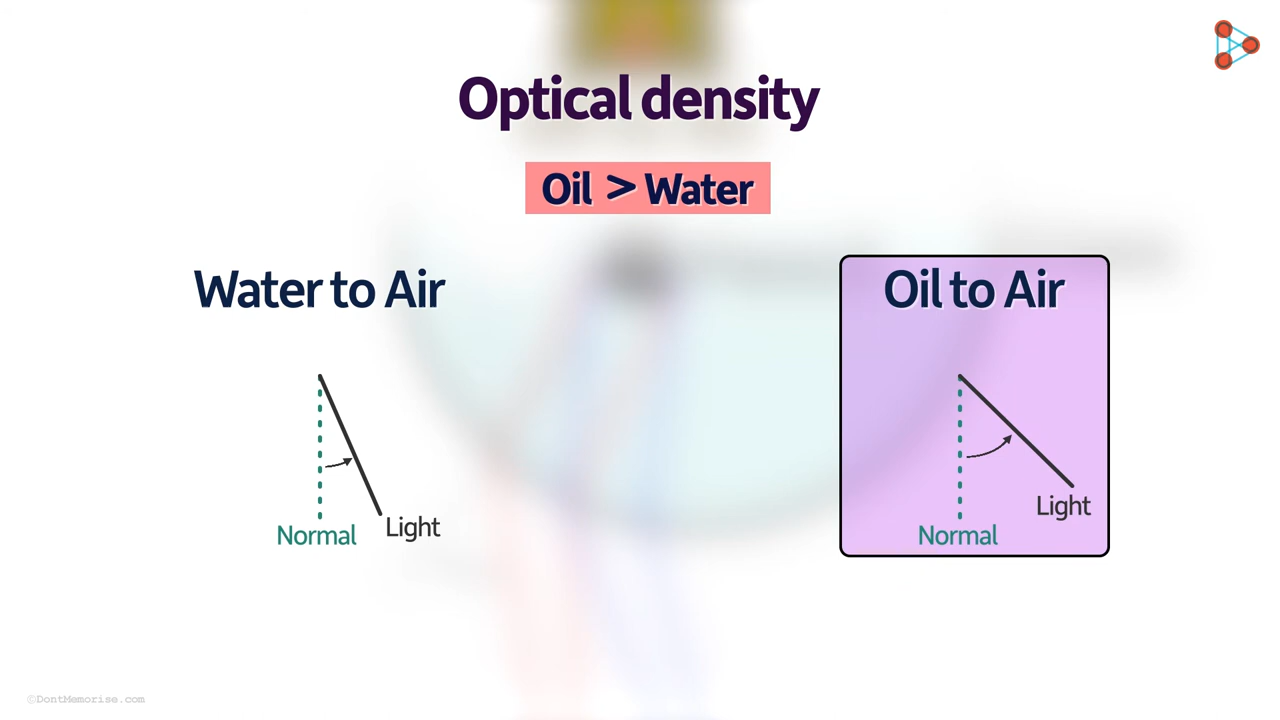 Optical density
Oil > Water
Water to Air
Oil to Air
Normal
Light
Normal
Light
©DontMemorise.com